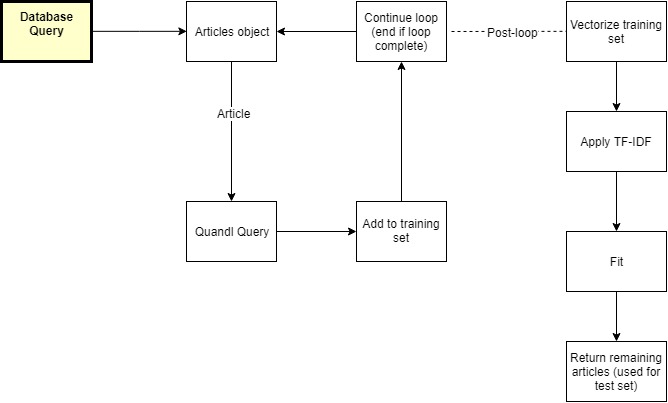 Database
Query
Articles object
Continue loop
(end if loop
complete)
Post-loop
Vectorize training
set
Article
Apply TF-IDF
Quandl Query
Add to training
set
Fit
Return remaining
articles (used for
test set)